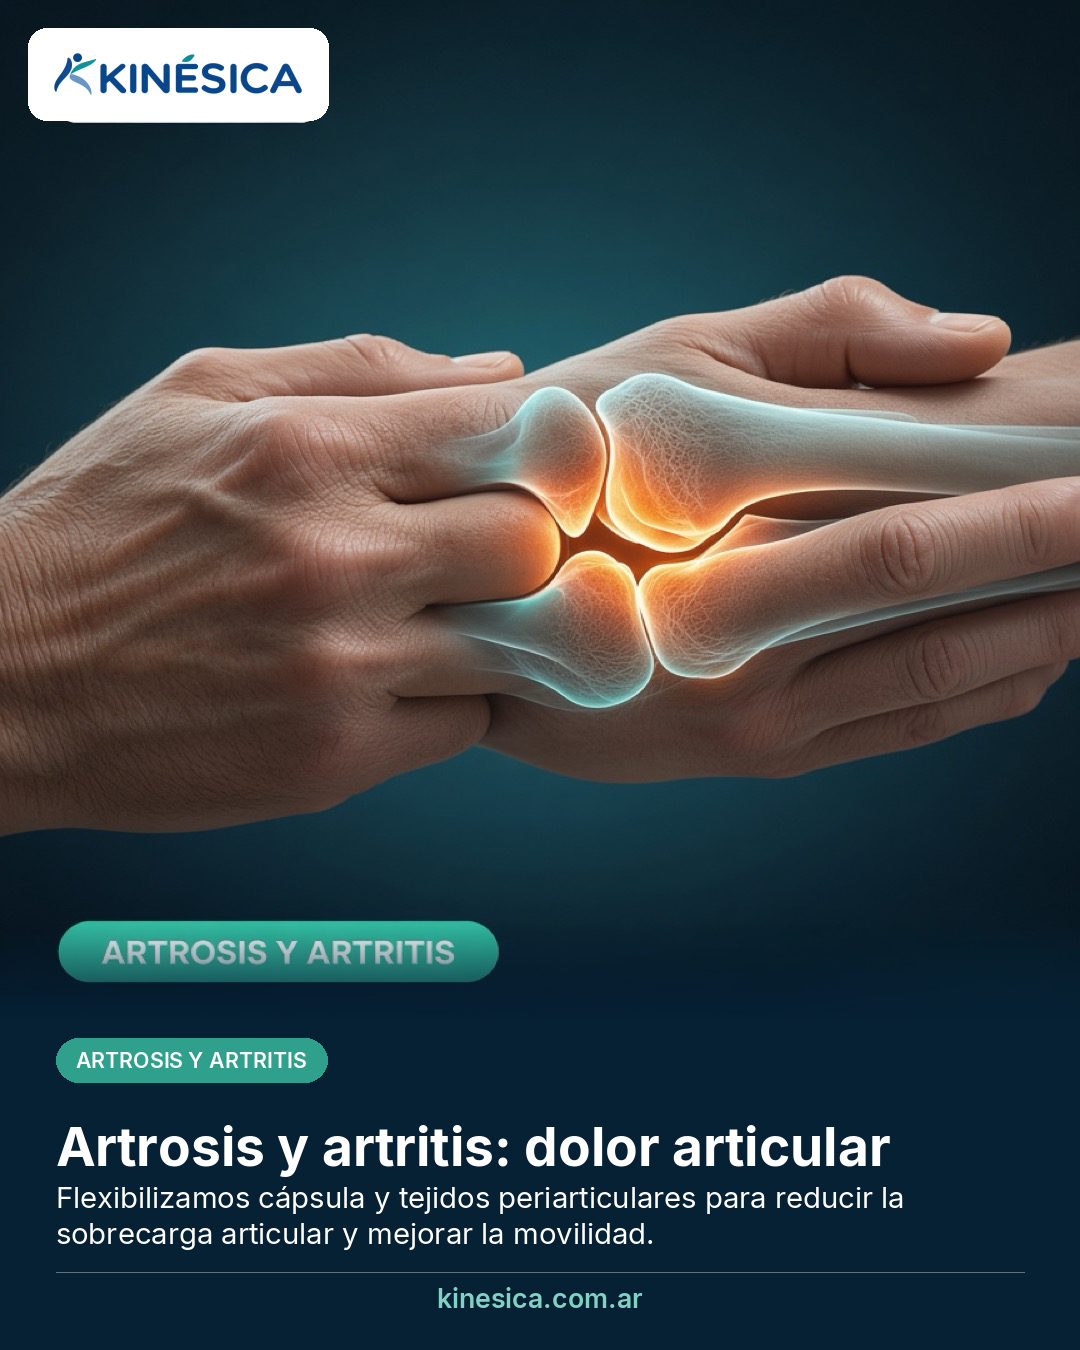 KINÉSICA
ARTROSIS Y ARTRITIS
ARTROSIS Y ARTRITIS
Artrosis y artritis: dolor articular
Flexibilizamos cápsula y tejidos periarticulares para reducir la
sobrecarga articular y mejorar la movilidad.
kinesica.com.ar